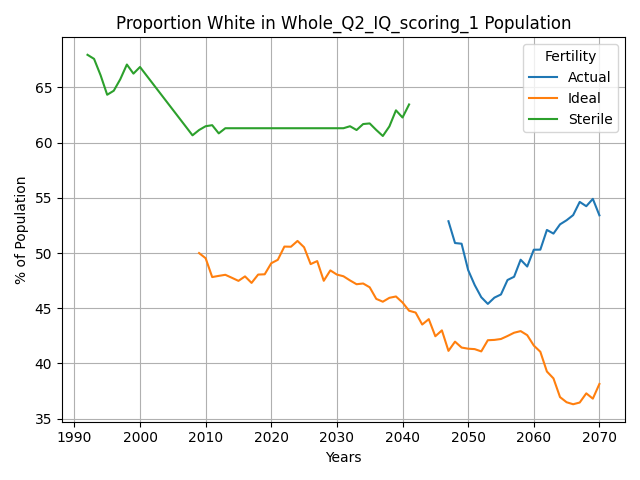 Proportion White in Whole_Q2_IQ_scoring_1 Population
Fertility
Actual
Ideal
Sterile
% of Population
65
60
55
50
45
40
35
1990
2000
2010
2020
2030
2040
2050
2060
2070
Years